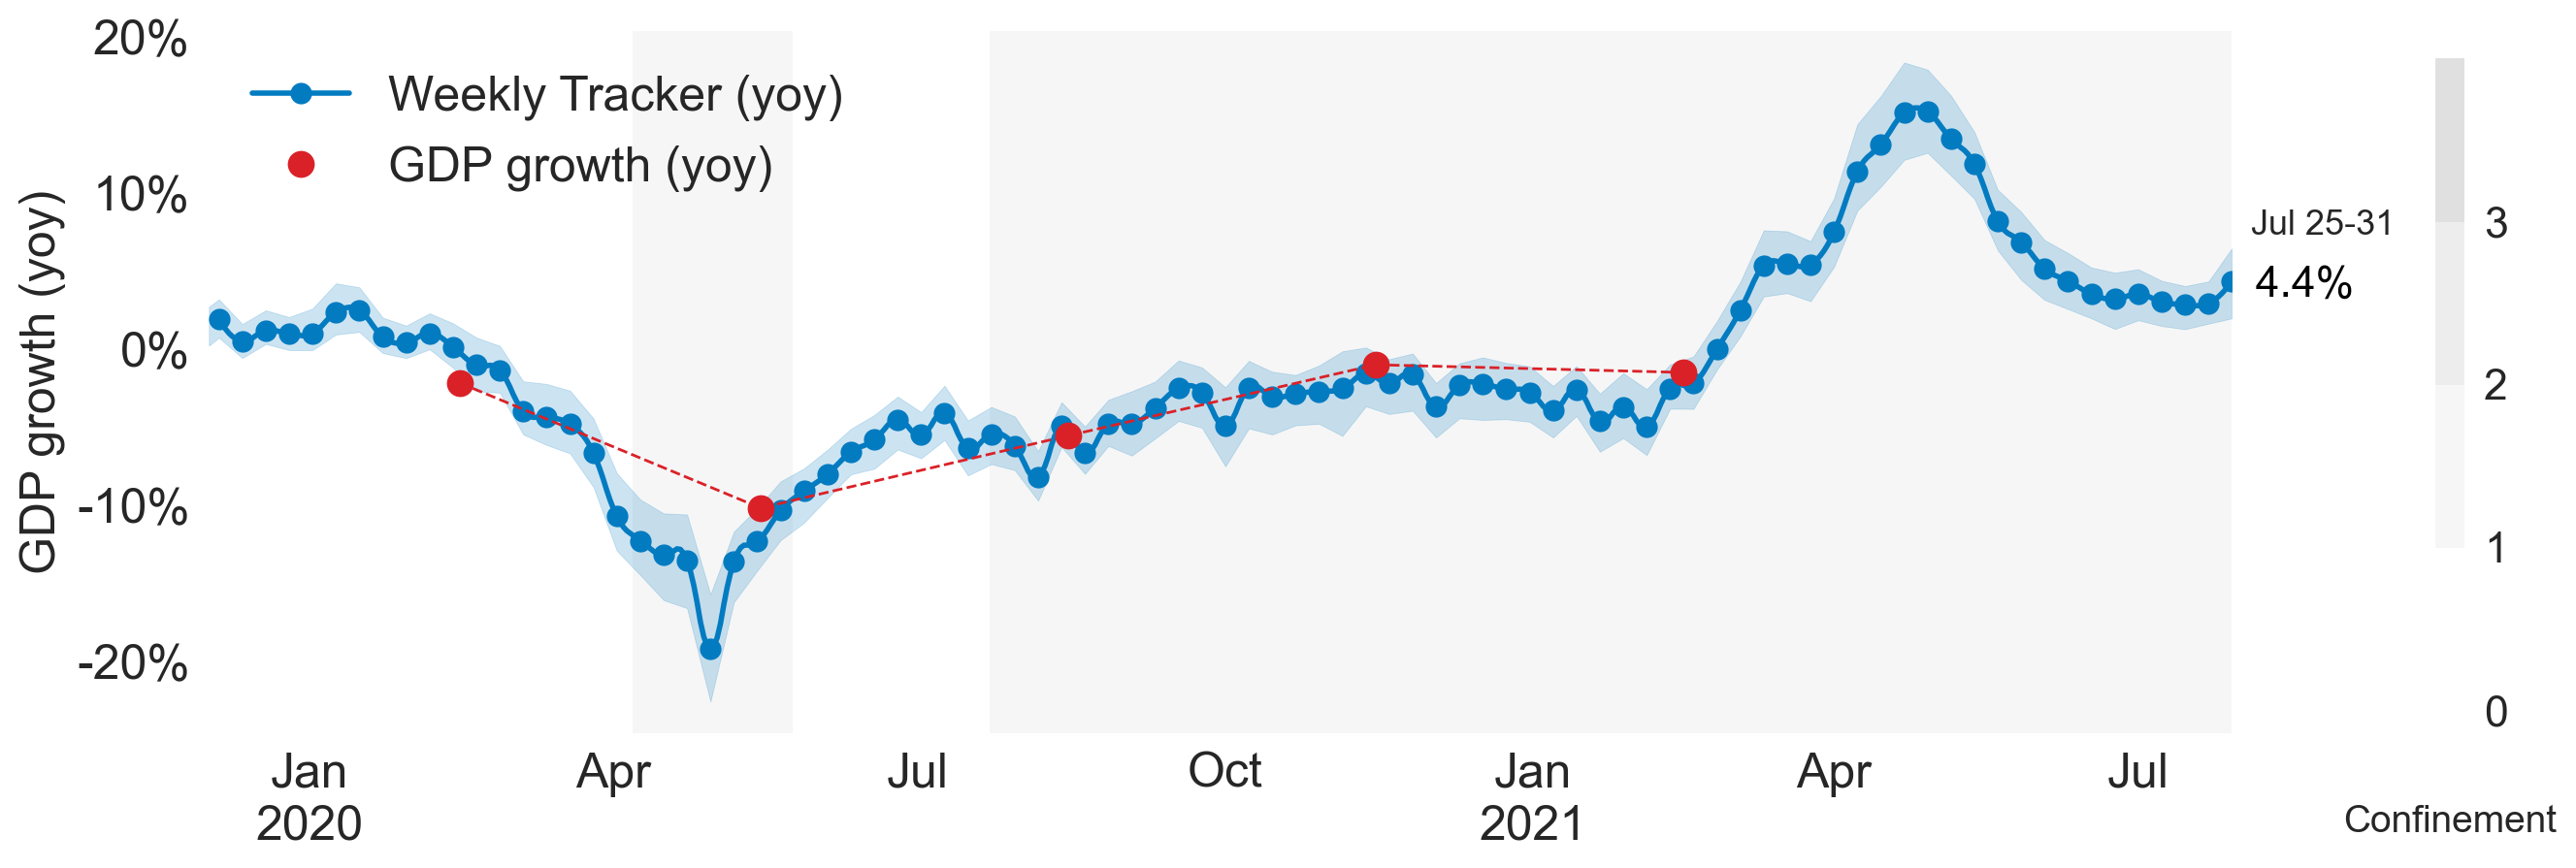 GDP growth (yoy)
20%
10%
0%
-10%
-20%
Weekly Tracker (yoy)
GDP growth (yoy)
Jul 25-31
4.4%
3
2
1
0
Jan Apr Jul Oct Jan Apr Jul
2020 2021
Confinement